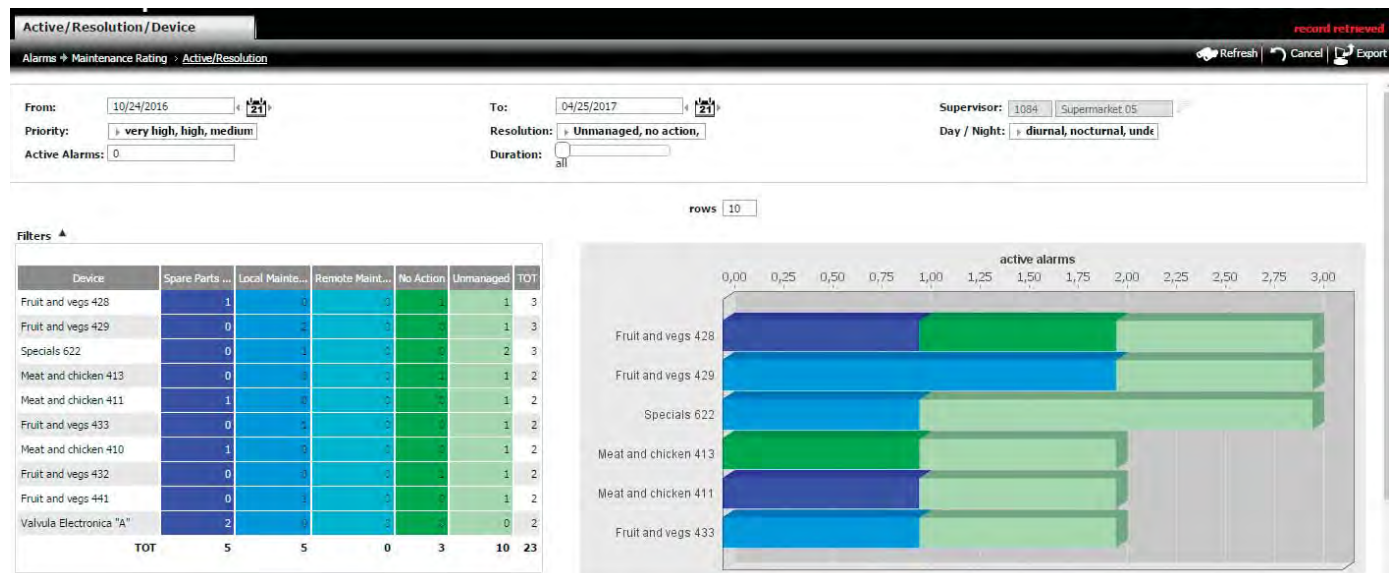 Active/Resolution/Device
record retrieved
Alarms Maintenance Rating > Active/Resolution
Refresh Cancel Export
From: 10/24/2016 21 To: 04/25/2017 21 Supervisor: 1084 Supermarket 05
Priority: very high, high, medium Resolution: Unmanaged, no action, Day / Night: diurnal, nocturnal, unde
Active Alarms: 0 Duration: all
rows 10
Filters
Device Spare Parts ... Local Mainte... Remote Maint... No Action Unmanaged TOT
Fruit and vegs 428 1 0 0 1 1 3
Fruit and vegs 429 0 2 0 0 1 3
Specials 622 0 1 0 0 2 3
Meat and chicken 413 0 0 0 1 1 2
Meat and chicken 411 1 0 0 0 1 2
Fruit and vegs 433 0 1 0 0 1 2
Meat and chicken 410 1 0 0 0 1 2
Fruit and vegs 432 0 0 0 1 1 2
Fruit and vegs 441 0 1 0 0 1 2
Valvula Electronica "A" 2 0 0 0 0 2
TOT 5 5 0 3 10 23
active alarms
0,00 0,25 0,50 0,75 1,00 1,25 1,50 1,75 2,00 2,25 2,50 2,75 3,00
Fruit and vegs 428
Fruit and vegs 429
Specials 622
Meat and chicken 413
Meat and chicken 411
Fruit and vegs 433